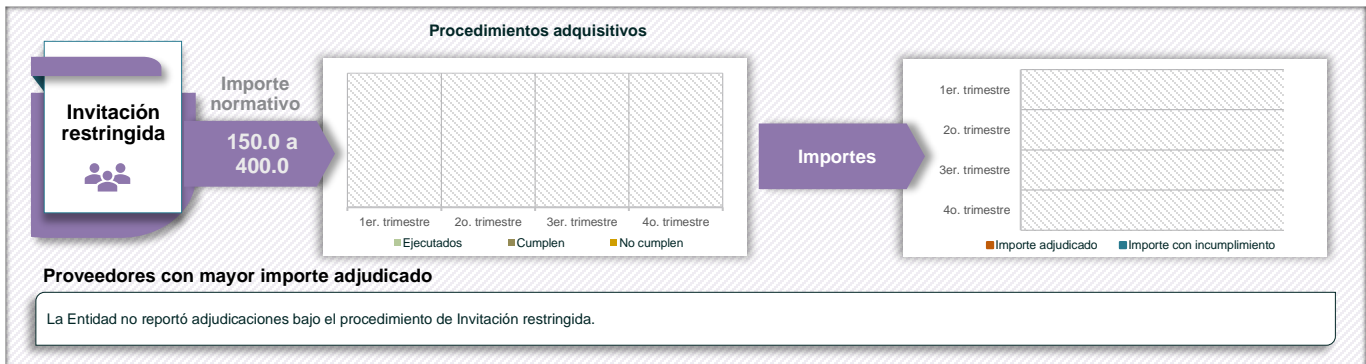 Procedimientos adquisitivos
Invitación
restringida
Importe
normativo
150.0 a
400.0
1er. trimestre
2o. trimestre
3er. trimestre
4o. trimestre
Ejecutados
Cumplen
No cumplen
Importes
1er. trimestre
2o. trimestre
3er. trimestre
4o. trimestre
Importe adjudicado
Importe con incumplimiento
Proveedores con mayor importe adjudicado
La Entidad no reportó adjudicaciones bajo el procedimiento de Invitación restringida.